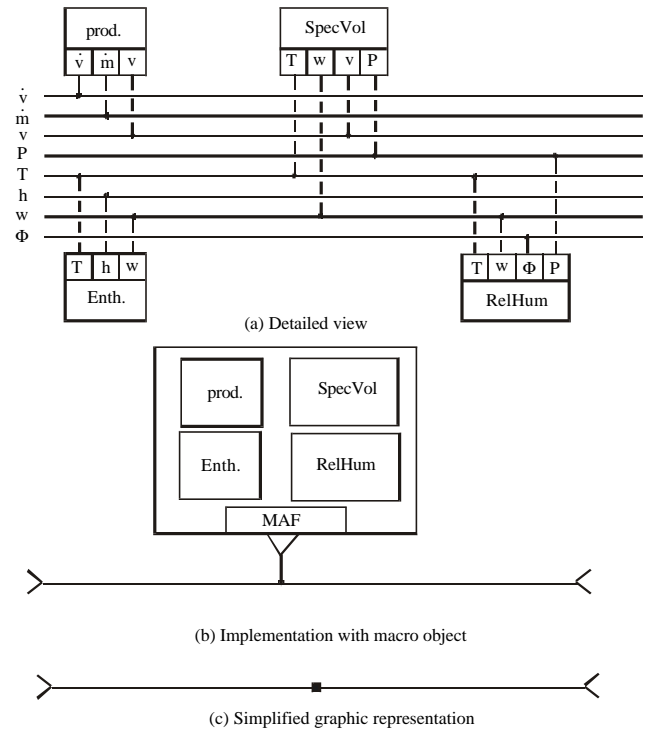 prod. SpecVol
v̇ ṁ v T w v P
v̇
ṁ
v
P
T
h
w
Φ
T h w T w Φ P
Enth. RelHum
(a) Detailed view
prod. SpecVol
Enth. RelHum
MAF
(b) Implementation with macro object
(c) Simplified graphic representation